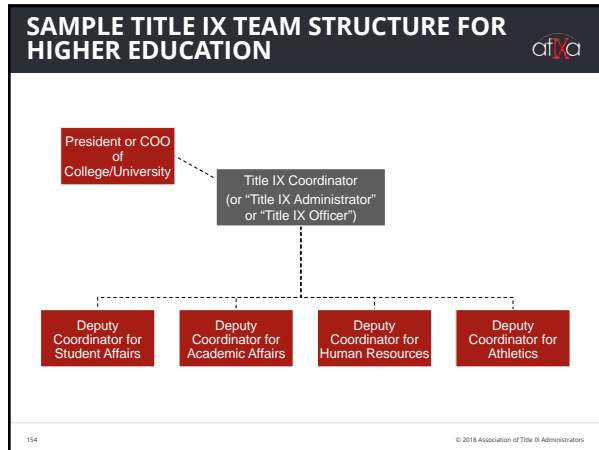 SAMPLE TITLE IX TEAM STRUCTURE FOR
HIGHER EDUCATION
atIXa
President or COO
of
College/University
Title IX Coordinator
(or “Title IX Administrator”
or “Title IX Officer”)
Deputy
Coordinator for
Student Affairs
Deputy
Coordinator for
Academic Affairs
Deputy
Coordinator for
Human Resources
Deputy
Coordinator for
Athletics
154
© 2018 Association of Title IX Administrators